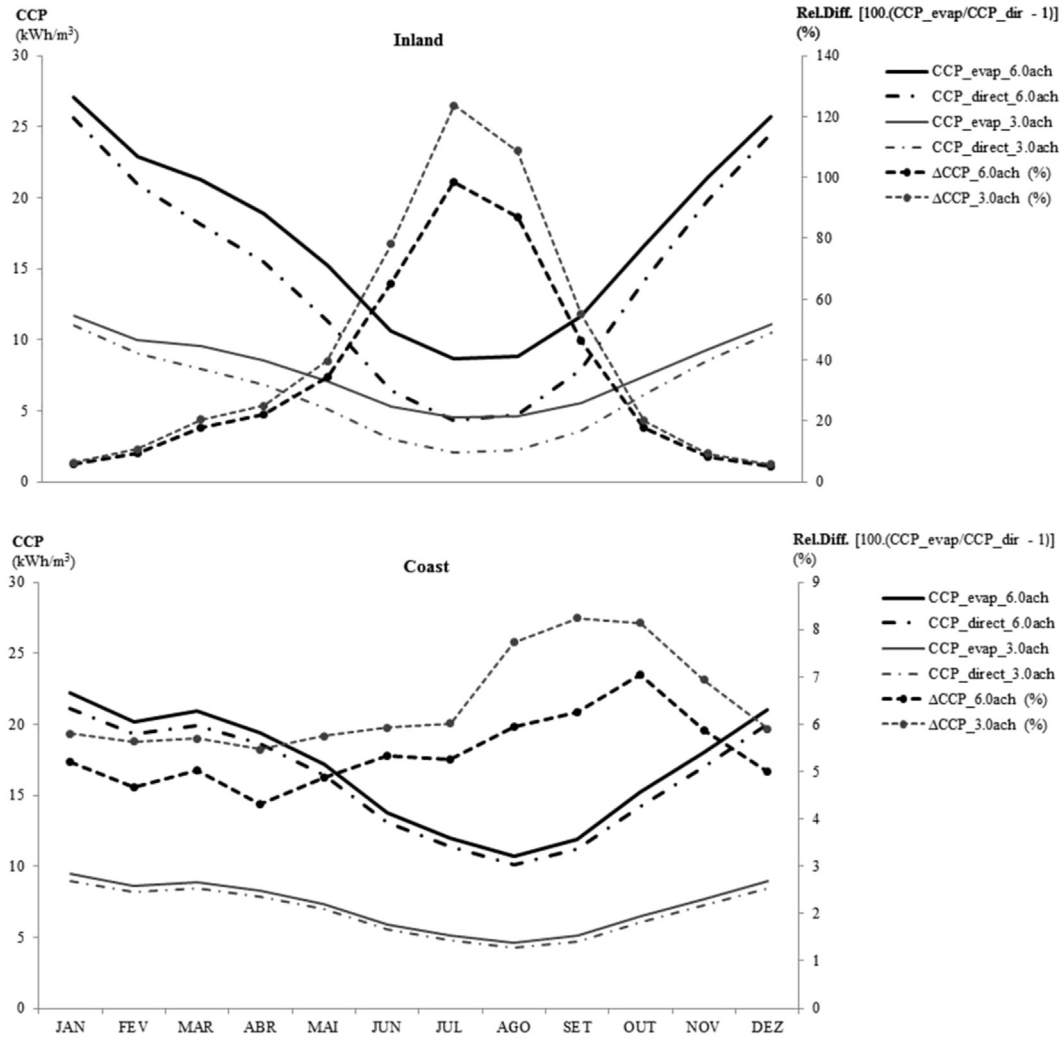 CCP
(kWh/m³)
Inland
Rel.Diff. [100.(CCP_evap/CCP_dir - 1)]
(%)
30
25
20
15
10
5
0
140
120
100
80
60
40
20
0
CCP_evap_6.0ach
CCP_direct_6.0ach
CCP_evap_3.0ach
CCP_direct_3.0ach
ΔCCP_6.0ach (%)
ΔCCP_3.0ach (%)
CCP
(kWh/m³)
Coast
Rel.Diff. [100.(CCP_evap/CCP_dir - 1)]
(%)
30
25
20
15
10
5
0
9
8
7
6
5
4
3
2
1
0
CCP_evap_6.0ach
CCP_direct_6.0ach
CCP_evap_3.0ach
CCP_direct_3.0ach
ΔCCP_6.0ach (%)
ΔCCP_3.0ach (%)
JAN FEV MAR ABR MAI JUN JUL AGO SET OUT NOV DEZ